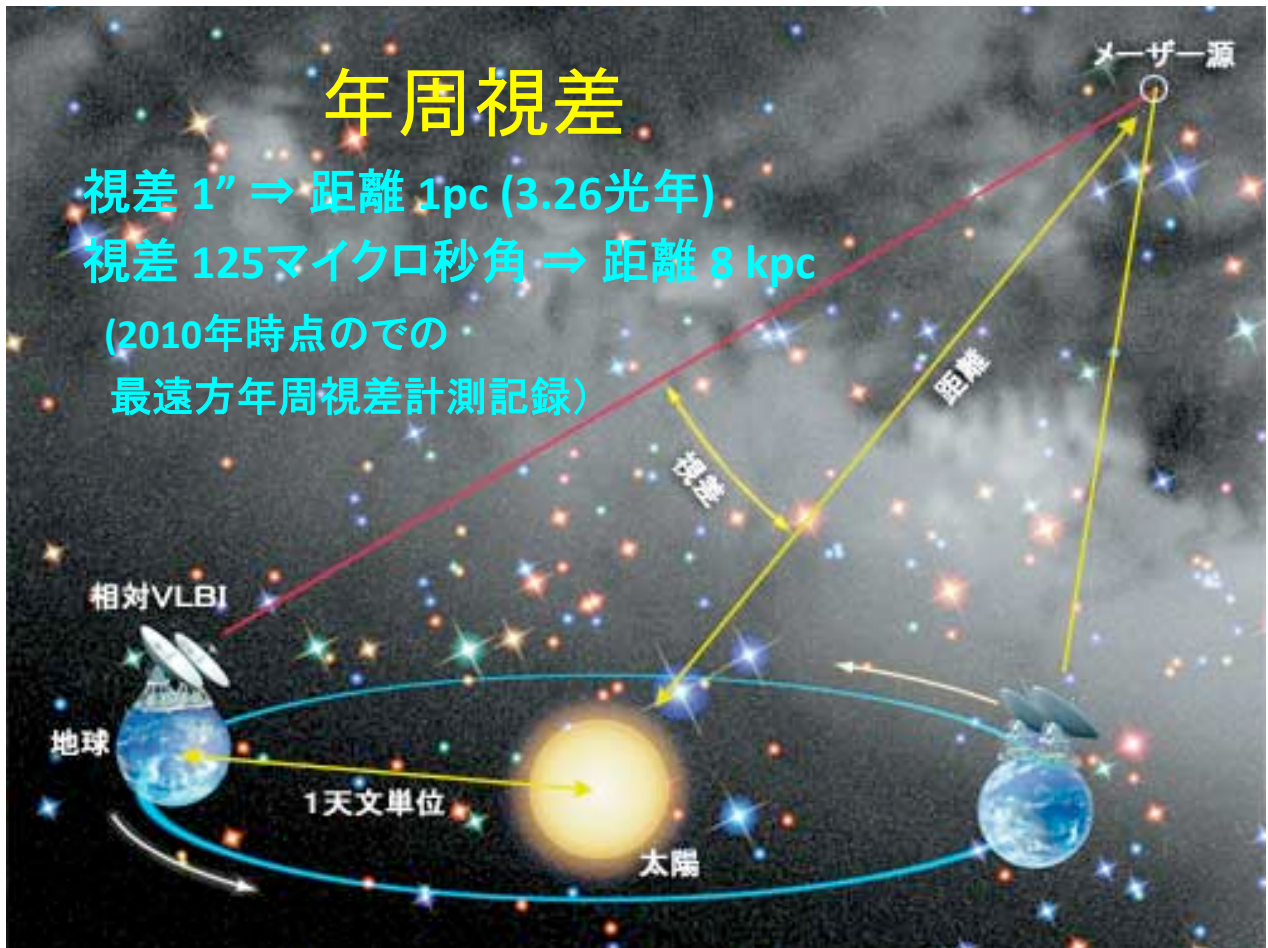 年周視差
メーザー源
視差 1” ⇒ 距離 1pc (3.26光年)
視差 125マイクロ秒角 ⇒ 距離 8 kpc
(2010年時点のでの
最遠方年周視差計測記録）
距離
視差
相対VLBI
地球
1天文単位
太陽